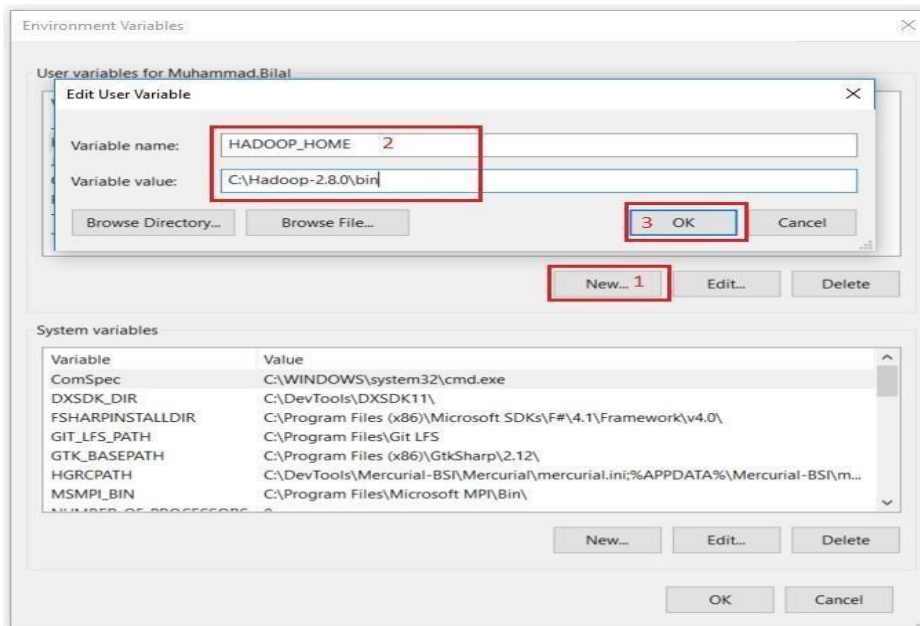 Environment Variables
User variables for Muhammad.Bilal
Edit User Variable
Variable name: HADOOP_HOME 2
Variable value: C:\Hadoop-2.8.0\bin
Browse Directory... Browse File... 3 OK Cancel
New... 1 Edit... Delete
System variables
Variable Value
ComSpec C:\WINDOWS\system32\cmd.exe
DXSDK_DIR C:\DevTools\DXSDK11\
FSHARPINSTALLDIR C:\Program Files (x86)\Microsoft SDKs\F#\4.1\Framework\v4.0\
GIT_LFS_PATH C:\Program Files\Git LFS
GTK_BASEPATH C:\Program Files (x86)\GtkSharp\2.12\
HGRCPATH C:\DevTools\Mercurial-BSI\Mercurial\mercurial.ini;%APPDATA%\Mercurial-BSI\m...
MSMPI_BIN C:\Program Files\Microsoft MPI\Bin\
NUMBER_OF_PROCESSORS
New... Edit... Delete
OK Cancel